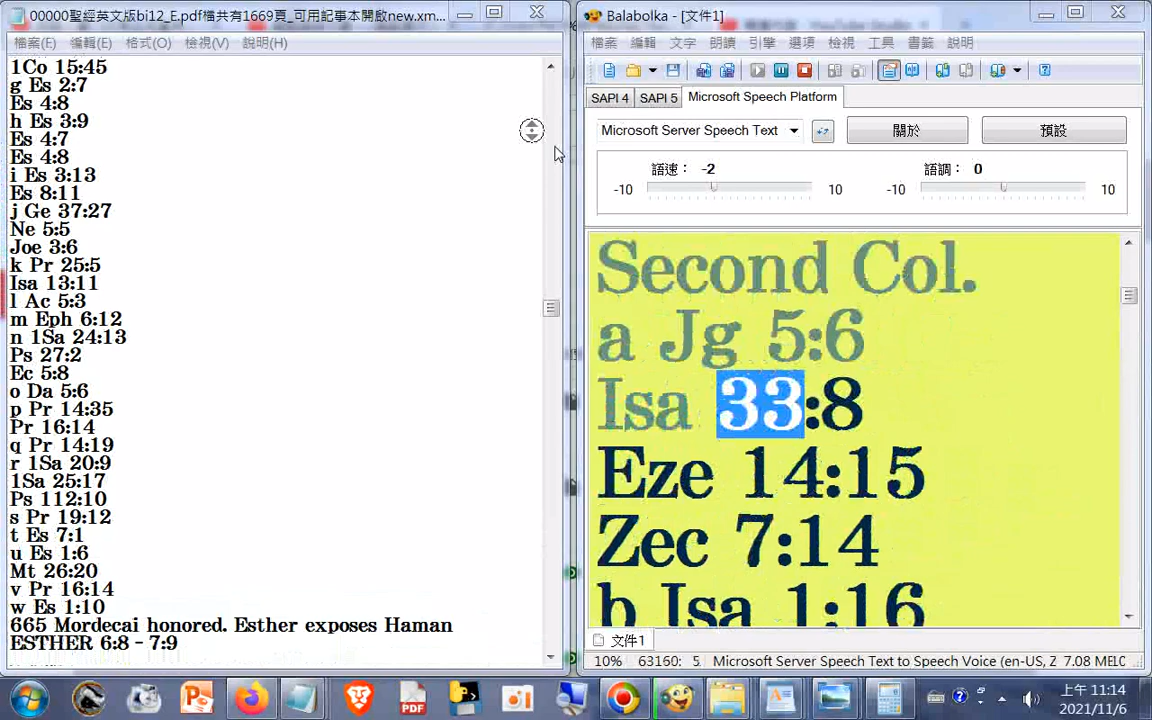 00000聖經英文版bi12_E.pdf檔共有1669頁_可用記事本開啟new.xm...
檔案(F) 編輯(E) 格式(O) 檢視(V) 說明(H)
1Co 15:45
g Es 2:7
Es 4:8
h Es 3:9
Es 4:7
Es 4:8
i Es 3:13
Es 8:11
j Ge 37:27
Ne 5:5
Joe 3:6
k Pr 25:5
Isa 13:11
l Ac 5:3
m Eph 6:12
n 1Sa 24:13
Ps 27:2
Ec 5:8
o Da 5:6
p Pr 14:35
Pr 16:14
q Pr 14:19
r 1Sa 20:9
1Sa 25:17
Ps 112:10
s Pr 19:12
t Es 7:1
u Es 1:6
Mt 26:20
v Pr 16:14
w Es 1:10
665 Mordecai honored. Esther exposes Haman
ESTHER 6:8 – 7:9
Balabolka - [文件1]
檔案 編輯 文字 朗讀 引擎 選項 檢視 工具 書籤 說明
SAPI 4 SAPI 5 Microsoft Speech Platform
Microsoft Server Speech Text 關於 預設
語速： -2 語調： 0
-10 10 -10 10
Second Col.
a Jg 5:6
Isa 33:8
Eze 14:15
Zec 7:14
b Isa 1:16
文件1
10% 63160: 5. Microsoft Server Speech Text to Speech Voice (en-US, Z 7.08 MELO
上午 11:14
2021/11/6